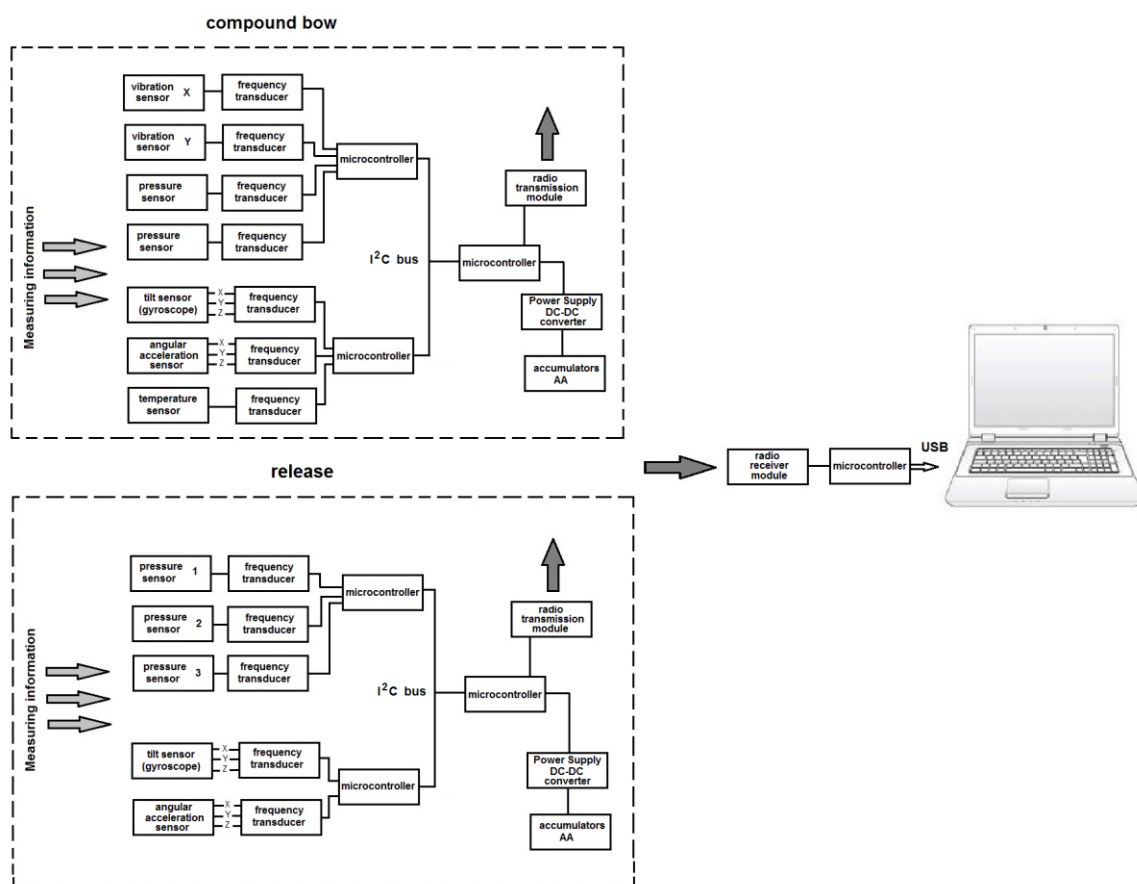 compound bow
Measuring information
vibration X
sensor
frequency
transducer
vibration Y
sensor
frequency
transducer
pressure
sensor
frequency
transducer
pressure
sensor
frequency
transducer
microcontroller
tilt sensor
(gyroscope)
X
Y
Z
frequency
transducer
angular
acceleration
sensor
X
Y
Z
frequency
transducer
temperature
sensor
frequency
transducer
microcontroller
I²C bus
microcontroller
radio
transmission
module
Power Supply
DC-DC
converter
accumulators
AA
release
Measuring information
pressure 1
sensor
frequency
transducer
pressure 2
sensor
frequency
transducer
pressure 3
sensor
frequency
transducer
microcontroller
tilt sensor
(gyroscope)
X
Y
Z
frequency
transducer
angular
acceleration
sensor
X
Y
Z
frequency
transducer
microcontroller
I²C bus
microcontroller
radio
transmission
module
Power Supply
DC-DC
converter
accumulators
AA
radio
receiver
module
microcontroller
USB